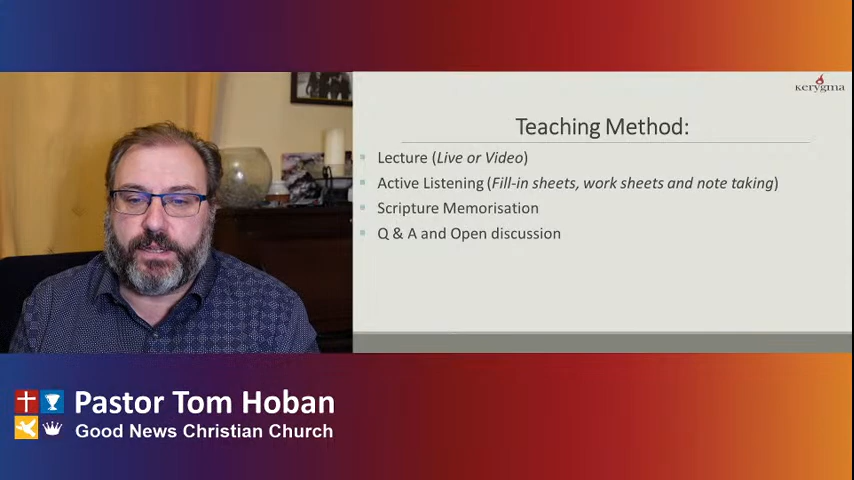 kerygma
Teaching Method:
Lecture (Live or Video)
Active Listening (Fill-in sheets, work sheets and note taking)
Scripture Memorisation
Q & A and Open discussion
Pastor Tom Hoban
Good News Christian Church